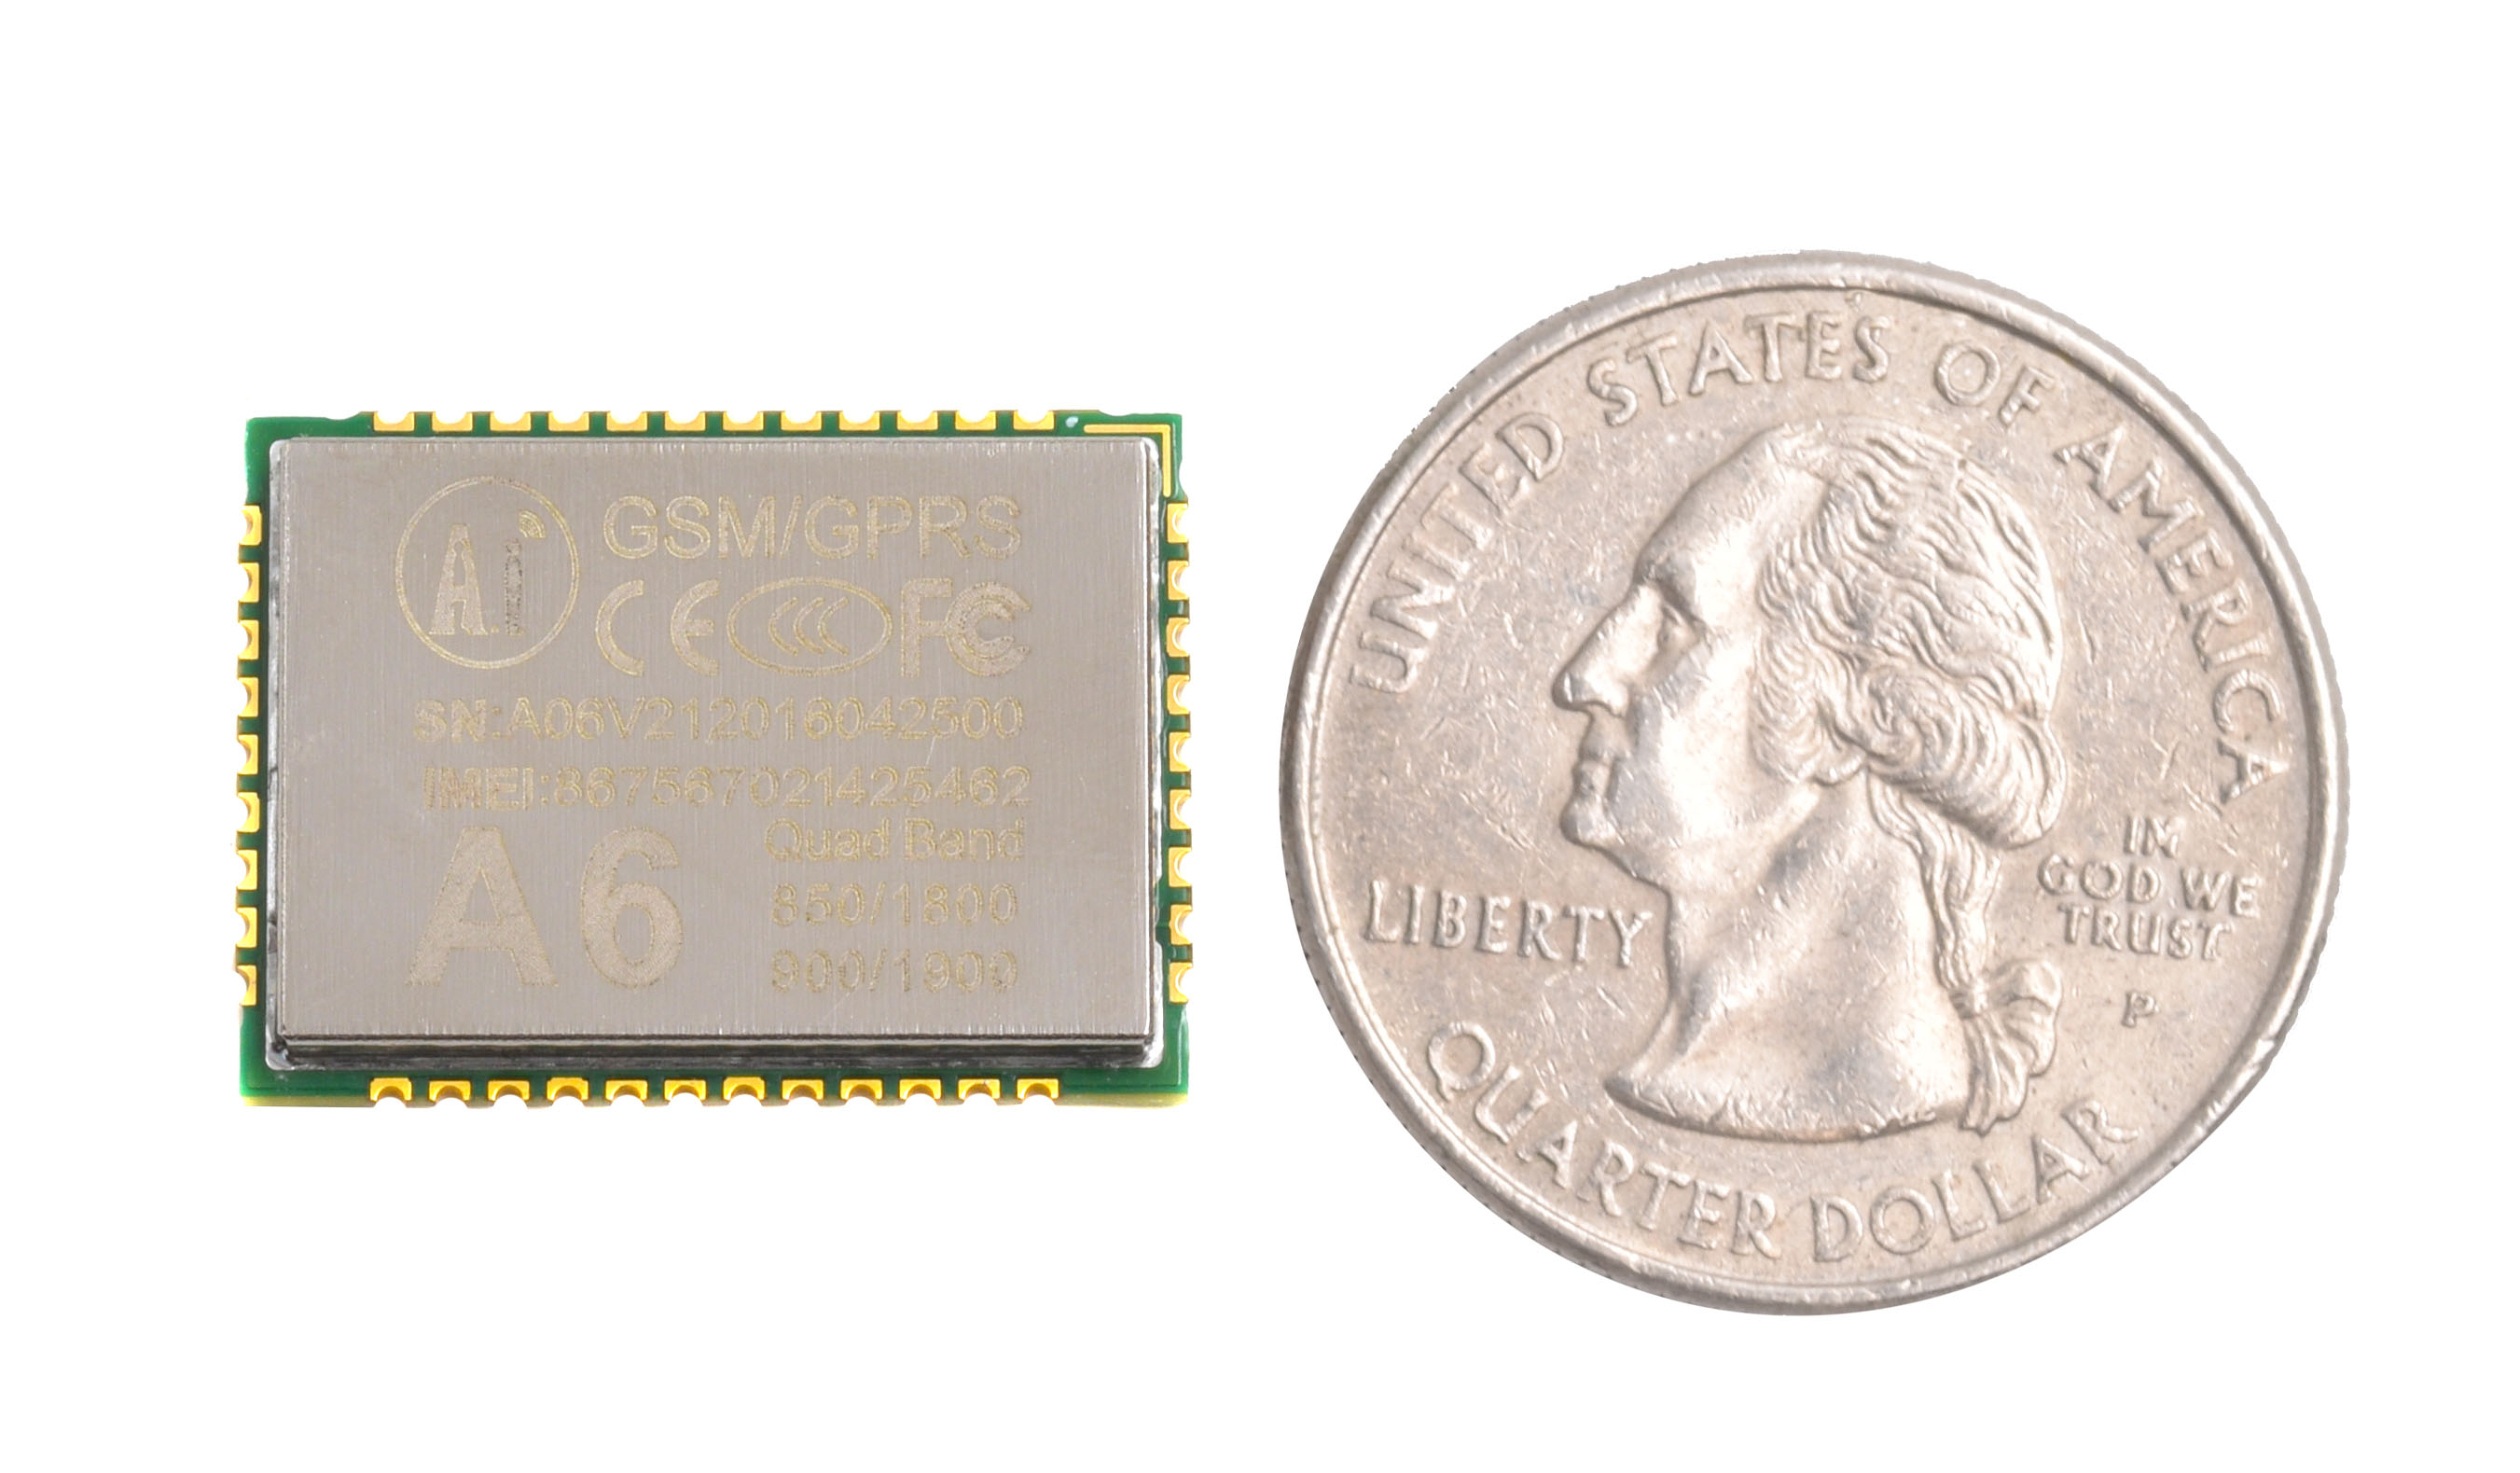 GSM/GPRS
CE CCC FC
SN:A06V212016042500
IMEI:867567021425462
A6
Quad Band
850/1800
900/1900
UNITED STATES OF AMERICA
LIBERTY
IN
GOD WE
TRUST
P
QUARTER DOLLAR